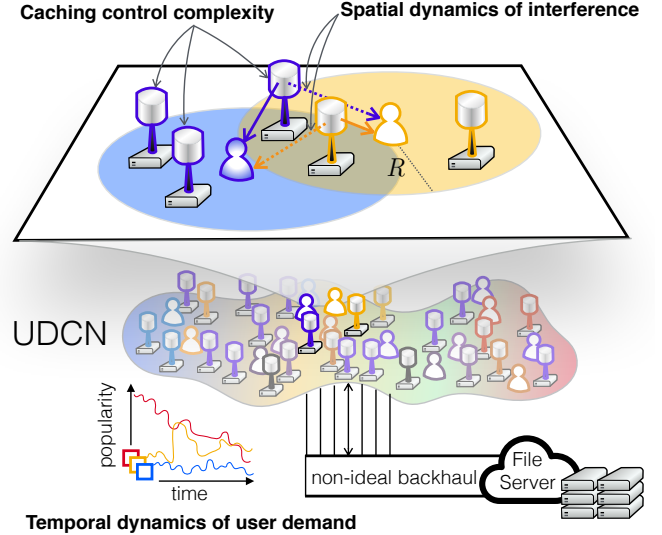 Caching control complexity
Spatial dynamics of interference
R
UDCN
popularity
time
non-ideal backhaul
File
Server
Temporal dynamics of user demand